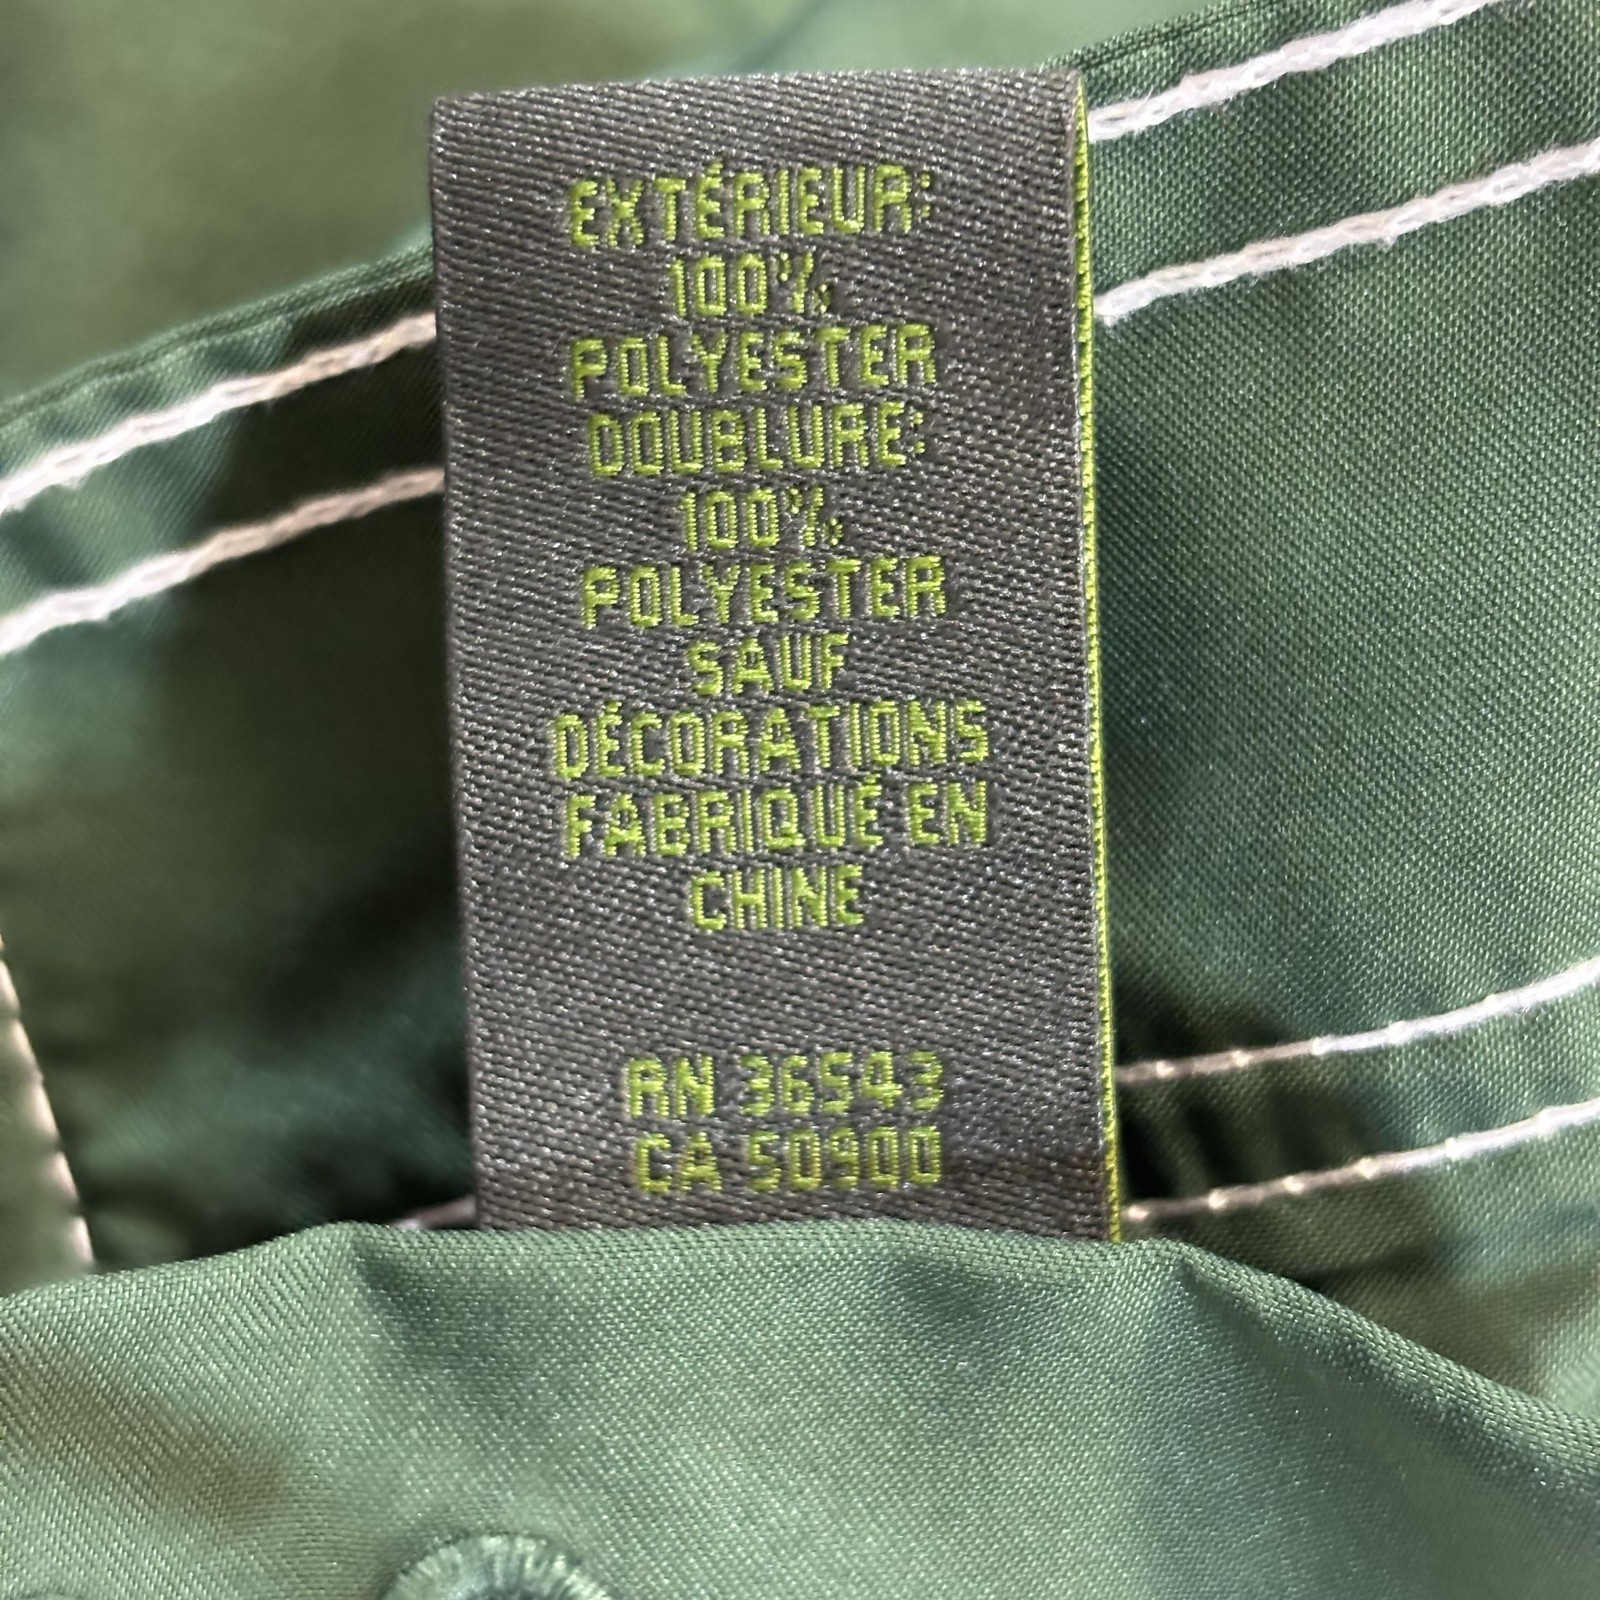 EXTÉRIEUR:
100%
POLYESTER
DOUBLURE:
100%
POLYESTER
SAUF
DÉCORATIONS
FABRIQUÉ EN
CHINE
RN 36543
CA 50900